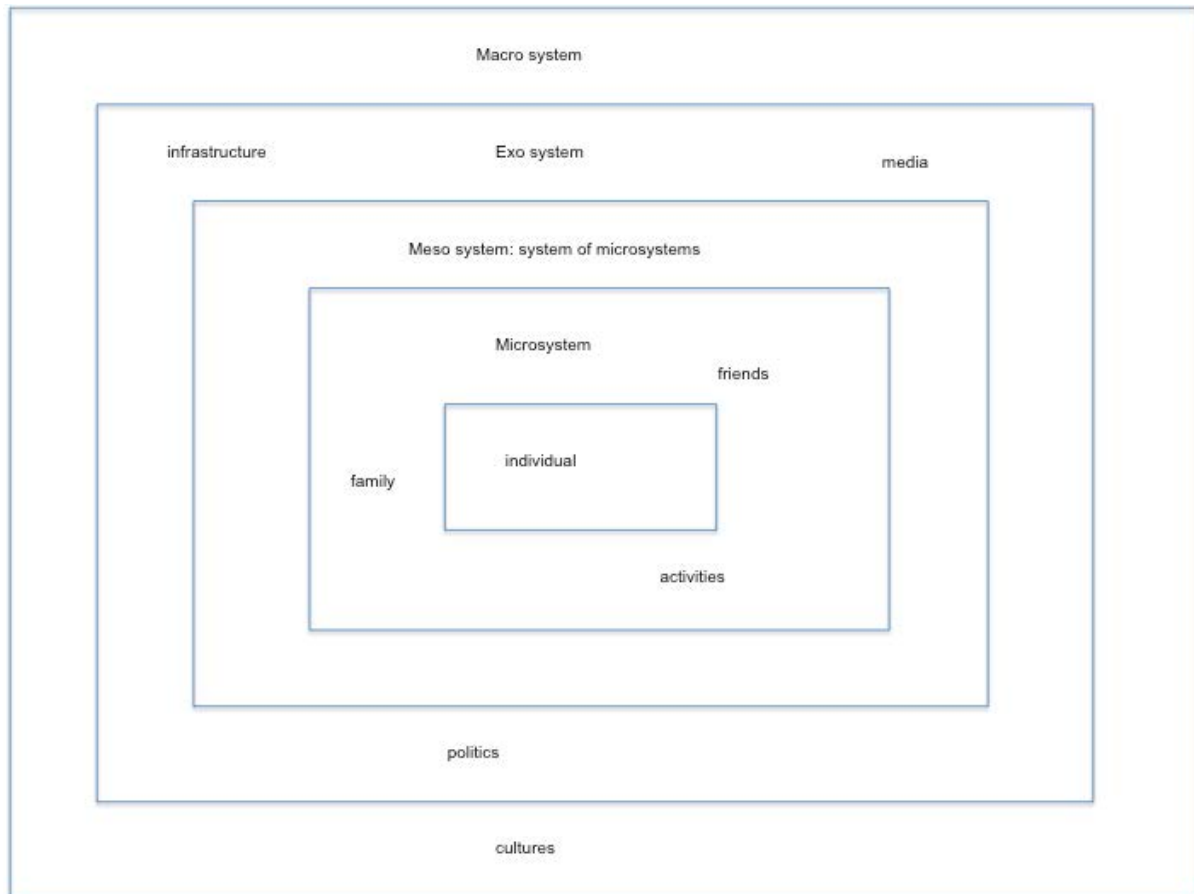 Macro system
infrastructure
Exo system
media
Meso system: system of microsystems
Microsystem
friends
individual
family
activities
politics
cultures